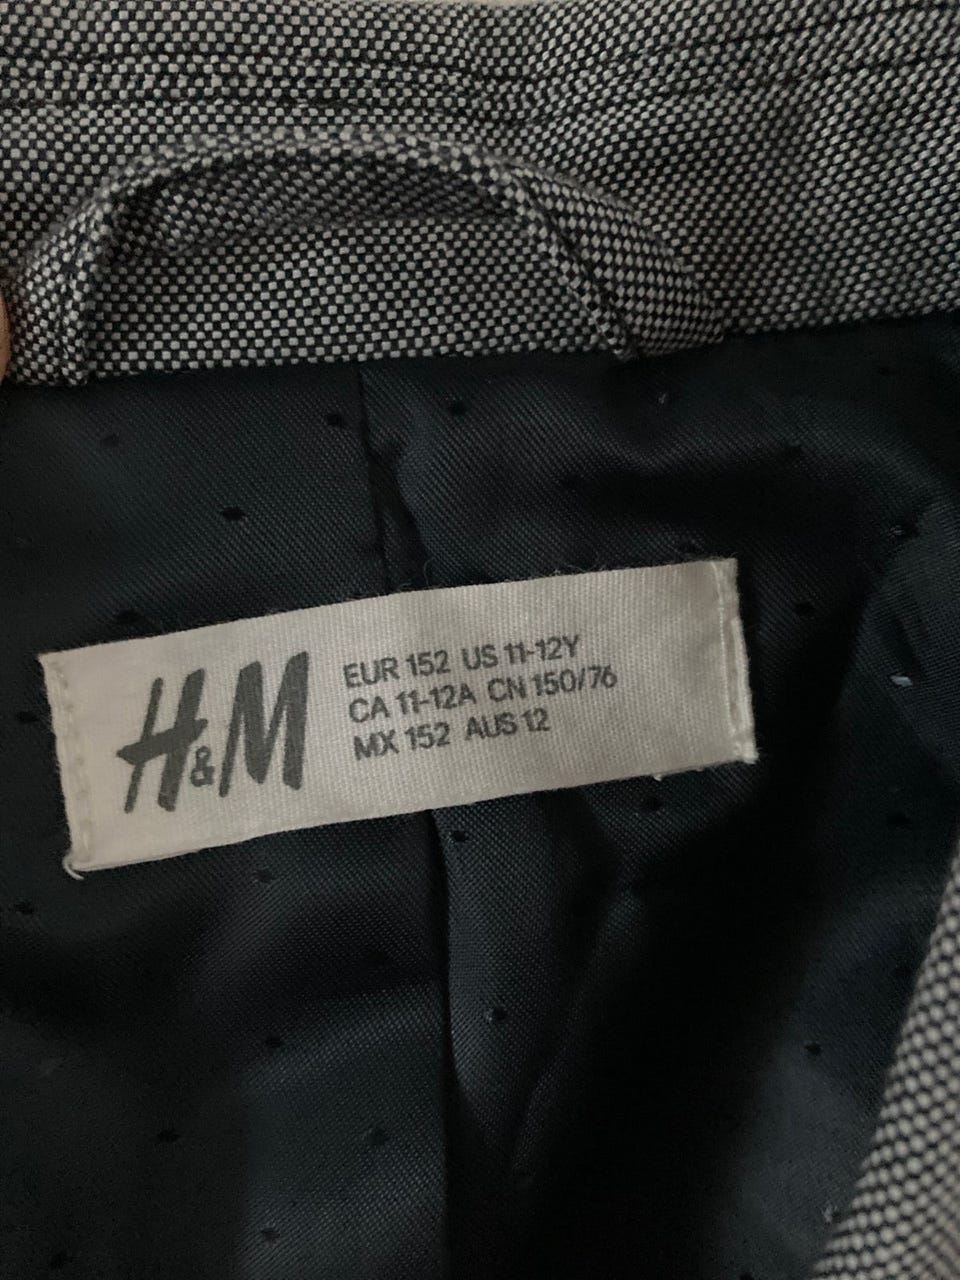 H&M
EUR 152 US 11-12Y
CA 11-12A CN 150/76
MX 152 AUS 12